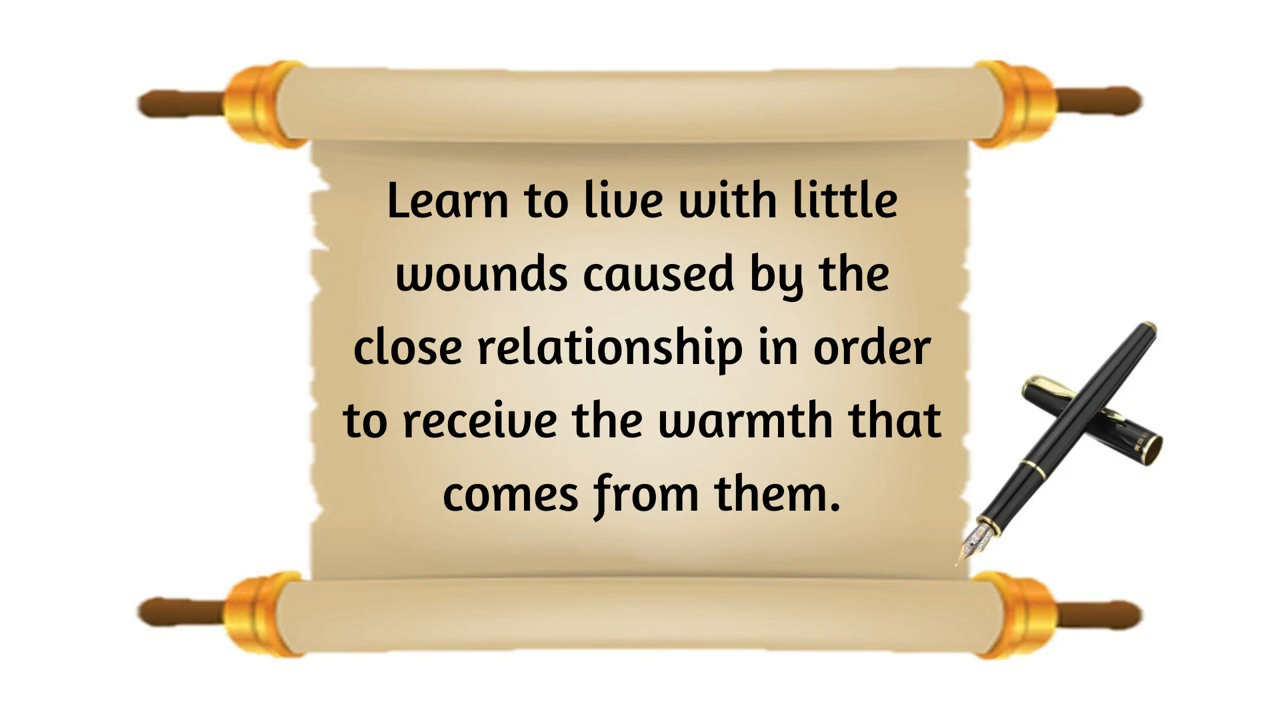 Learn to live with little
wounds caused by the
close relationship in order
to receive the warmth that
comes from them.